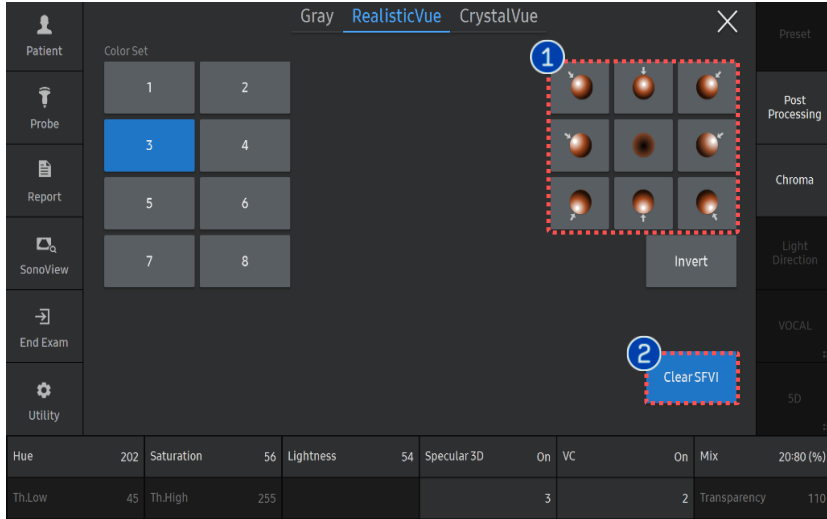 Gray RealisticVue CrystalVue
Patient
Probe
Report
SonoView
End Exam
Utility
Color Set
1 2
3 4
5 6
7 8
1
Invert
2
Clear SFVI
Preset
Post
Processing
Chroma
Light
Direction
VOCAL
5D
Hue 202 Saturation 56 Lightness 54 Specular 3D On VC On Mix 20:80 (%)
Th.Low 45 Th.High 255 3 2 Transparency 110